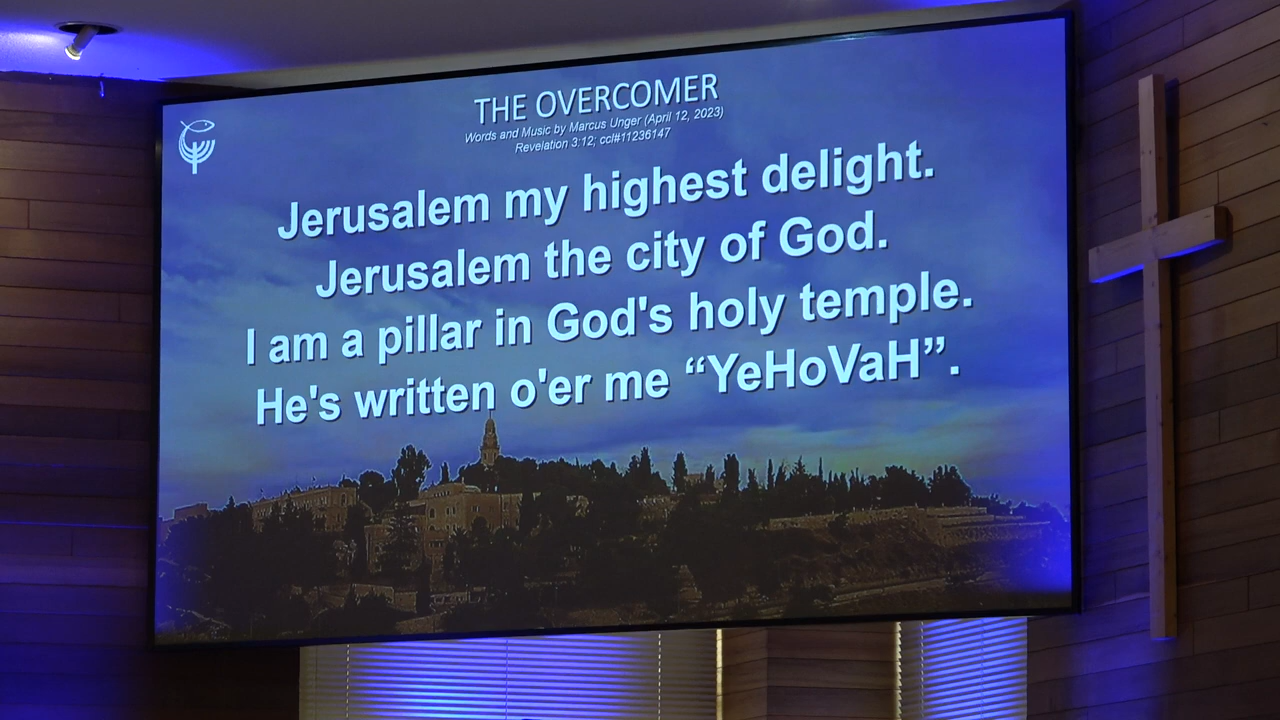 THE OVERCOMER
Words and Music by Marcus Unger (April 12, 2023)
Revelation 3:12; ccl#11236147
Jerusalem my highest delight.
Jerusalem the city of God.
I am a pillar in God's holy temple.
He's written o'er me “YeHoVaH”.